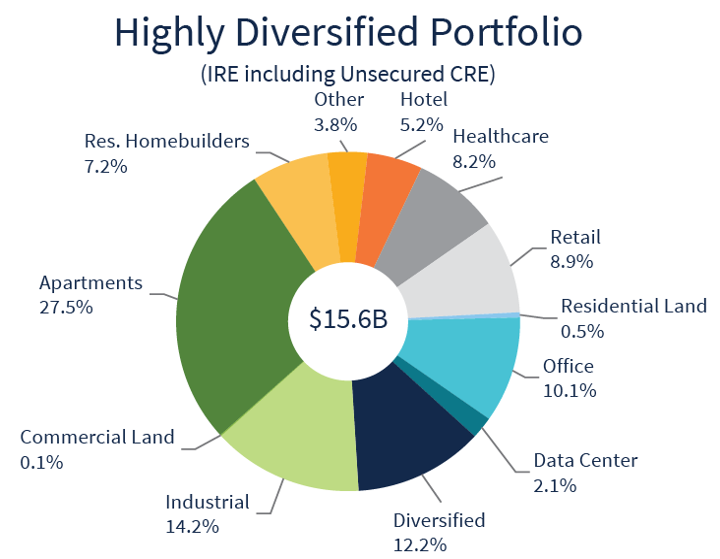 Highly Diversified Portfolio
(IRE including Unsecured CRE)
Other
3.8%
Hotel
5.2%
Healthcare
8.2%
Retail
8.9%
Residential Land
0.5%
Office
10.1%
Data Center
2.1%
Diversified
12.2%
Industrial
14.2%
Commercial Land
0.1%
Apartments
27.5%
Res. Homebuilders
7.2%
$15.6B